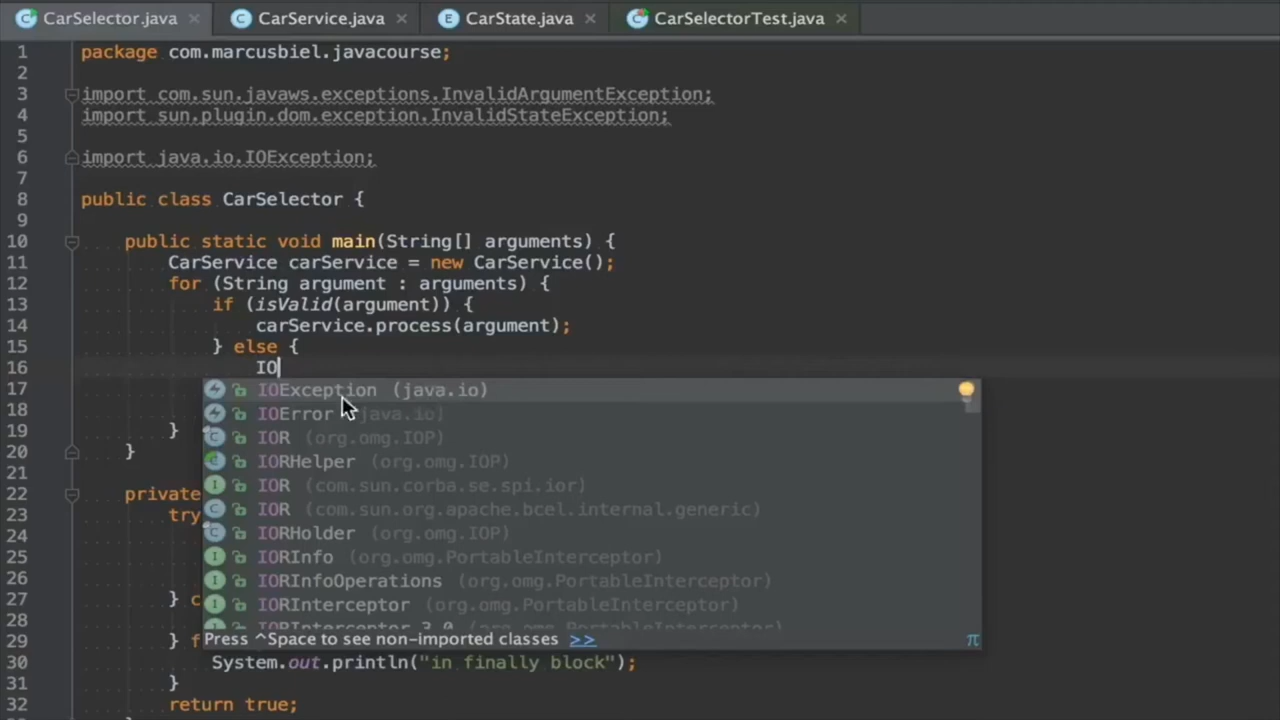 CarSelector.java CarService.java CarState.java CarSelectorTest.java
1 package com.marcusbiel.javacourse;
2
3 import com.sun.javaws.exceptions.InvalidArgumentException;
4 import sun.plugin.dom.exception.InvalidStateException;
5
6 import java.io.IOException;
7
8 public class CarSelector {
9
10 public static void main(String[] arguments) {
11 CarService carService = new CarService();
12 for (String argument : arguments) {
13 if (isValid(argument)) {
14 carService.process(argument);
15 } else {
16 IO
17 IOException (java.io)
18 IOError (java.io)
IOR (org.omg.IOP)
19 }
20 }
IORHelper (org.omg.IOP)
21
IOR (com.sun.corba.se.spi.ior)
22 private
23 try IOR (com.sun.org.apache.bcel.internal.generic)
24 IORHolder (org.omg.IOP)
25 IORInfo (org.omg.PortableInterceptor)
26 IORInfoOperations (org.omg.PortableInterceptor)
27 } c IORInterceptor (org.omg.PortableInterceptor)
28 IORInterceptor_3_0 (org.omg.PortableInterceptor)
29 } f Press ^Space to see non-imported classes >> π
30 System.out.println("in finally block");
31 }
32 return true;